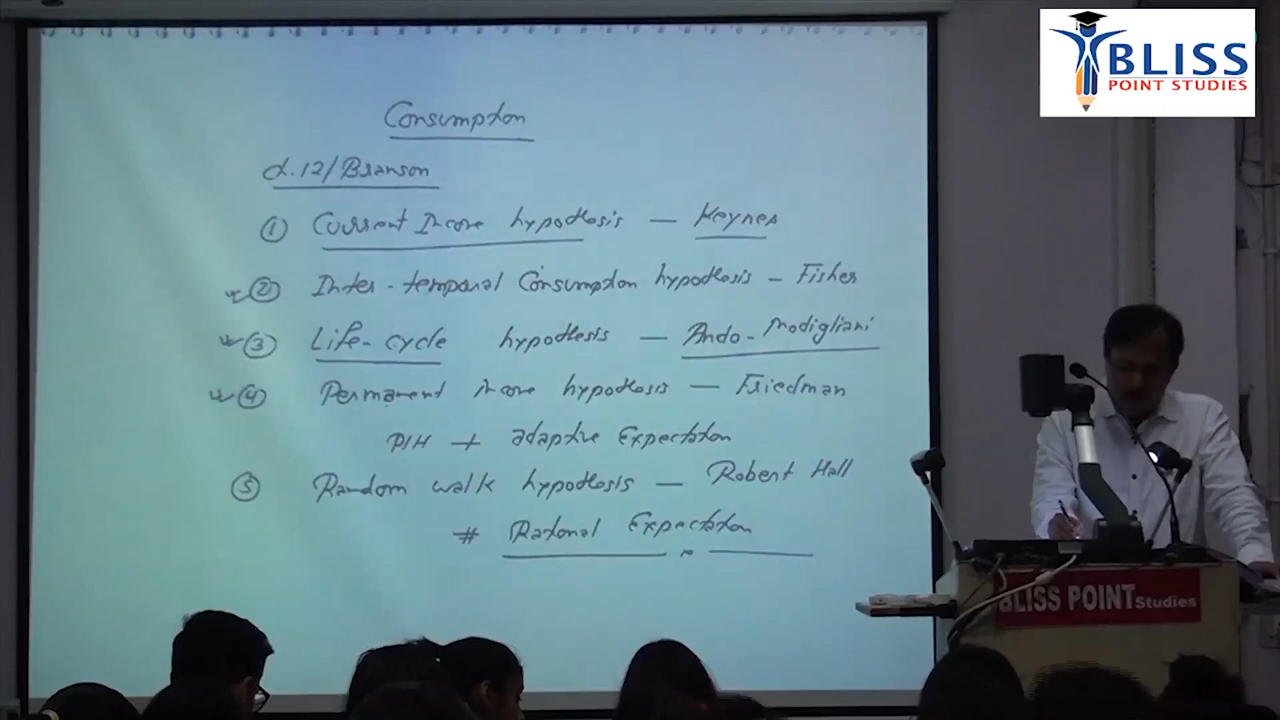 BLISS
POINT STUDIES
Consumption
ch.12/Branson
① Current Income hypothesis — Keynes
② Inter-temporal Consumption hypothesis – Fisher
③ Life-cycle hypothesis — Ando-Modigliani
④ Permanent income hypothesis — Friedman
PIH + adaptive Expectation
⑤ Random walk hypothesis — Robert Hall
# Rational Expectation
BLISS POINT Studies